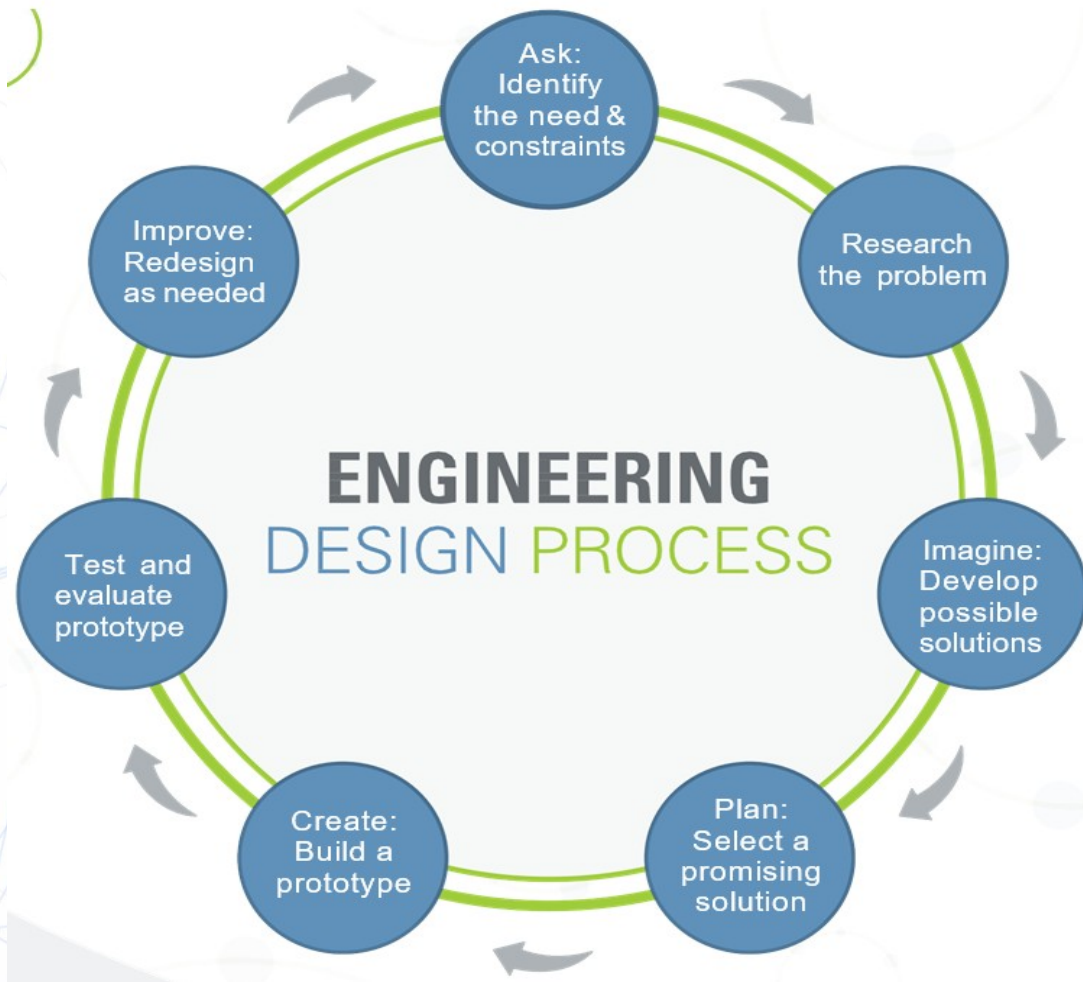 Ask:
Identify
the need &
constraints
Research
the problem
Imagine:
Develop
possible
solutions
Plan:
Select a
promising
solution
Create:
Build a
prototype
Test and
evaluate
prototype
Improve:
Redesign
as needed
ENGINEERING
DESIGN PROCESS